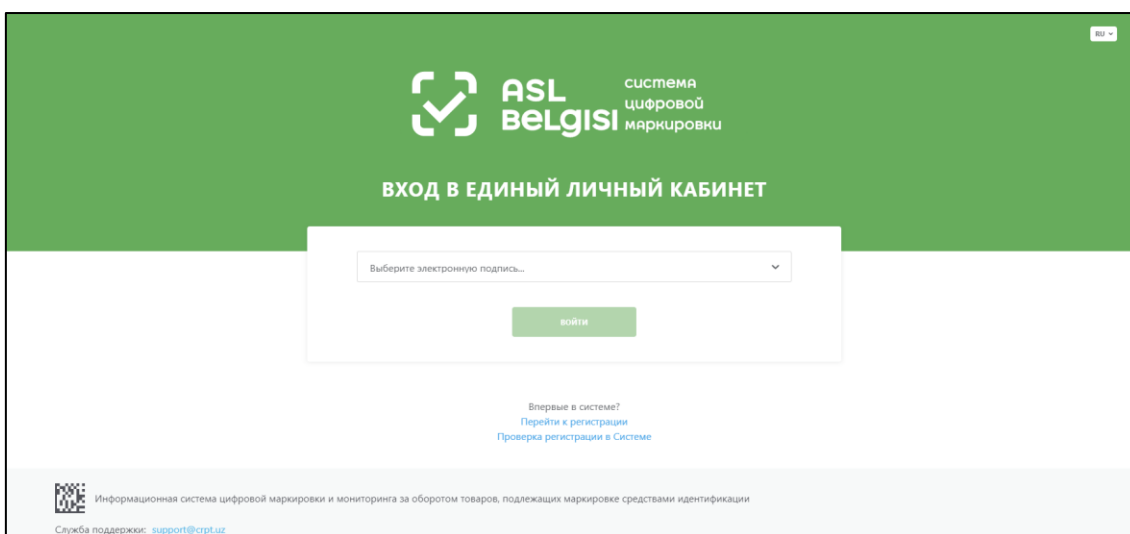 RU
ASL BELGISI
система
цифровой
маркировки
ВХОД В ЕДИНЫЙ ЛИЧНЫЙ КАБИНЕТ
Выберите электронную подпись...
ВОЙТИ
Впервые в системе?
Перейти к регистрации
Проверка регистрации в Системе
Информационная система цифровой маркировки и мониторинга за оборотом товаров, подлежащих маркировке средствами идентификации
Служба поддержки: support@crpt.uz